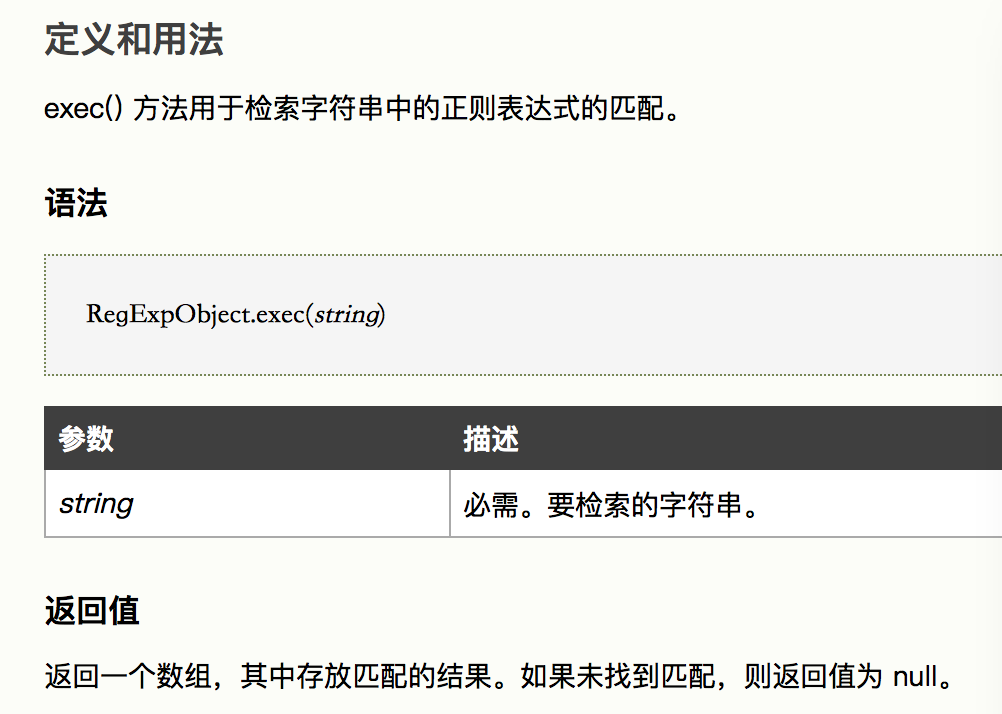 定义和用法
exec() 方法用于检索字符串中的正则表达式的匹配。
语法
RegExpObject.exec(string)
参数 描述
string 必需。要检索的字符串。
返回值
返回一个数组，其中存放匹配的结果。如果未找到匹配，则返回值为 null。